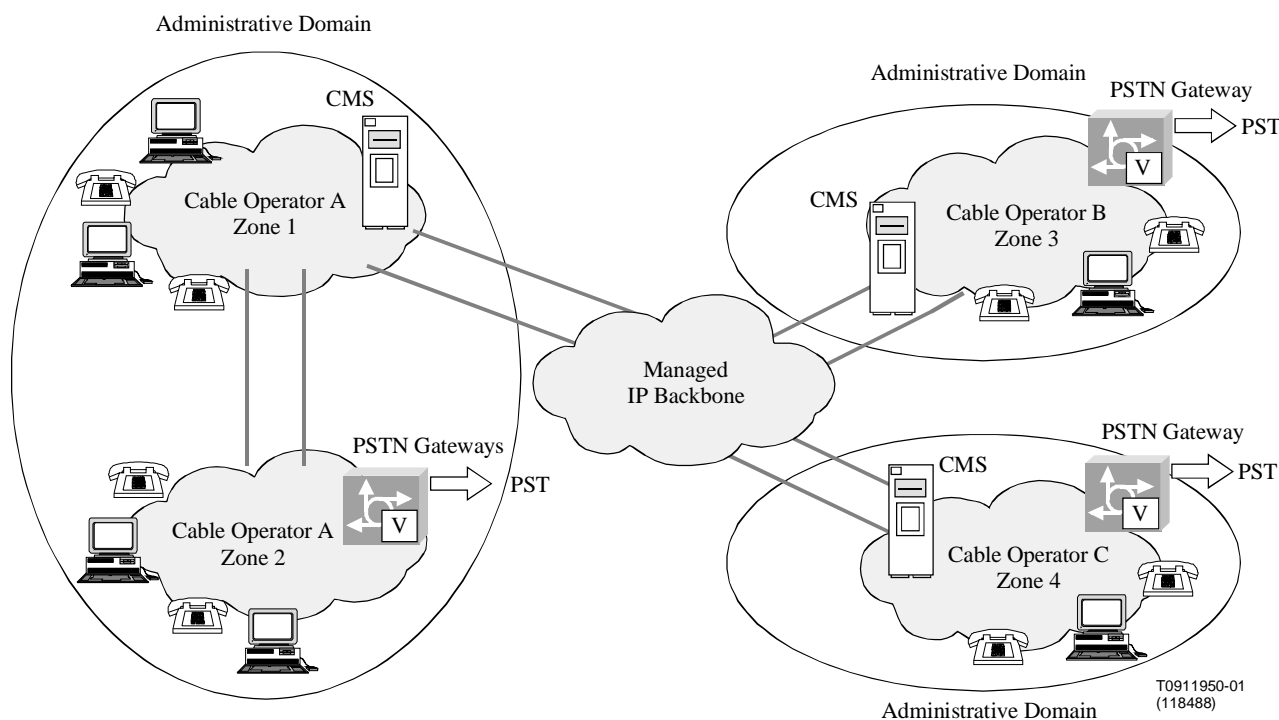 Administrative Domain
CMS
Cable Operator A
Zone 1
PSTN Gateways
PST
V
Cable Operator A
Zone 2
Managed
IP Backbone
Administrative Domain
PSTN Gateway
PST
V
CMS
Cable Operator B
Zone 3
PSTN Gateway
PST
V
CMS
Cable Operator C
Zone 4
Administrative Domain
T0911950-01
(118488)